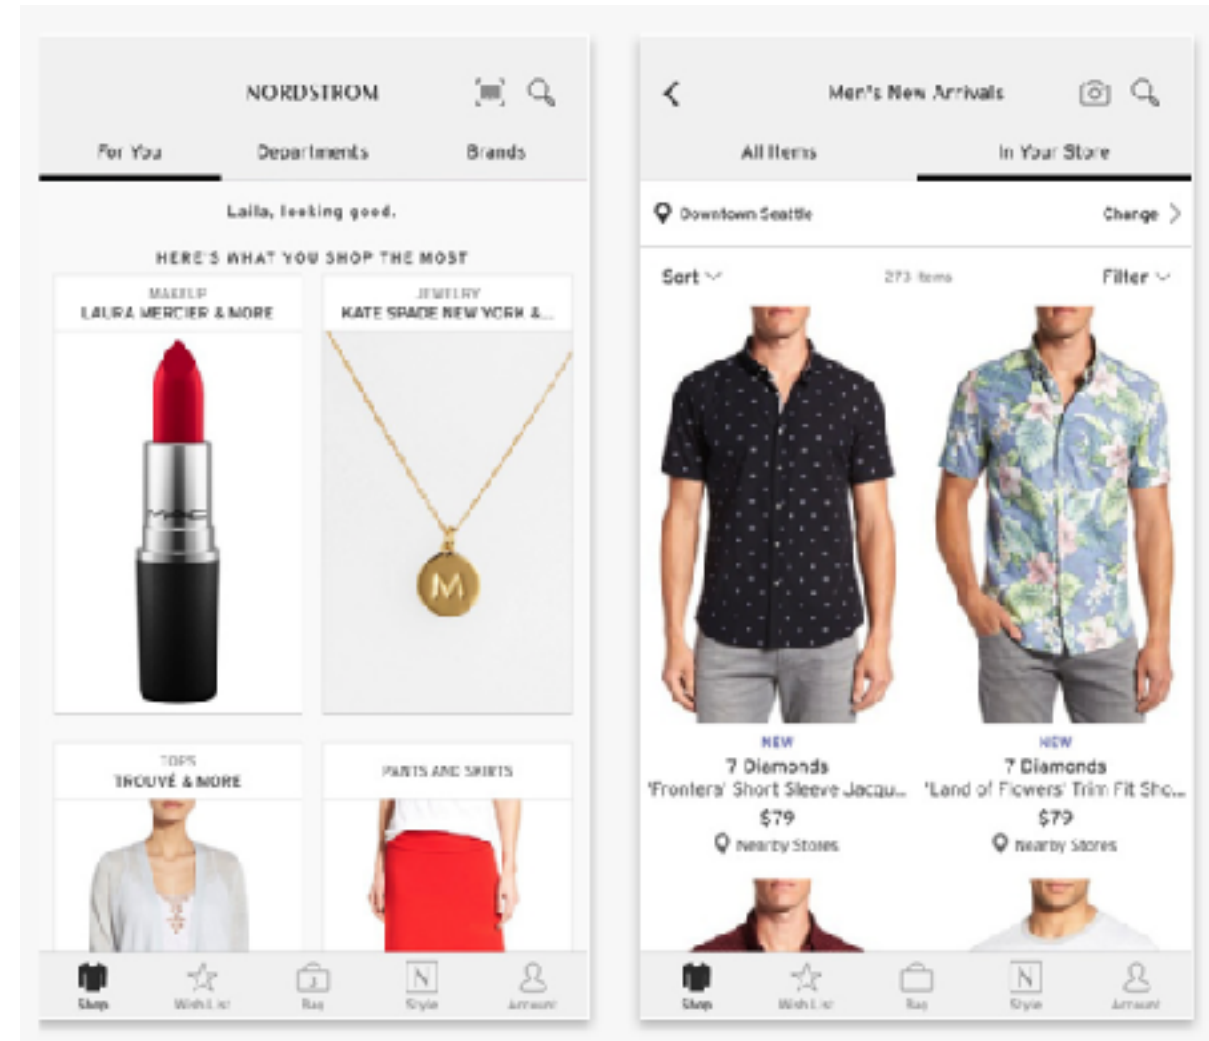 NORDSTROM
For You Departments Brands
Laila, looking good.
HERE'S WHAT YOU SHOP THE MOST
MAKEUP
LAURA MERCIER & MORE
JEWELRY
KATE SPADE NEW YORK &...
MAC
M
TOPS
TROUVÉ & MORE
PANTS AND SKIRTS
Shop Wish List Bag Style Account
N
Men's New Arrivals
All Items In Your Store
Downtown Seattle Change
Sort 273 items Filter
NEW
7 Diamonds
'Frontera' Short Sleeve Jacqu...
$79
Nearby Stores
NEW
7 Diamonds
'Land of Flowers' Trim Fit Sho...
$79
Nearby Stores
N
Shop Wish List Bag Style Account